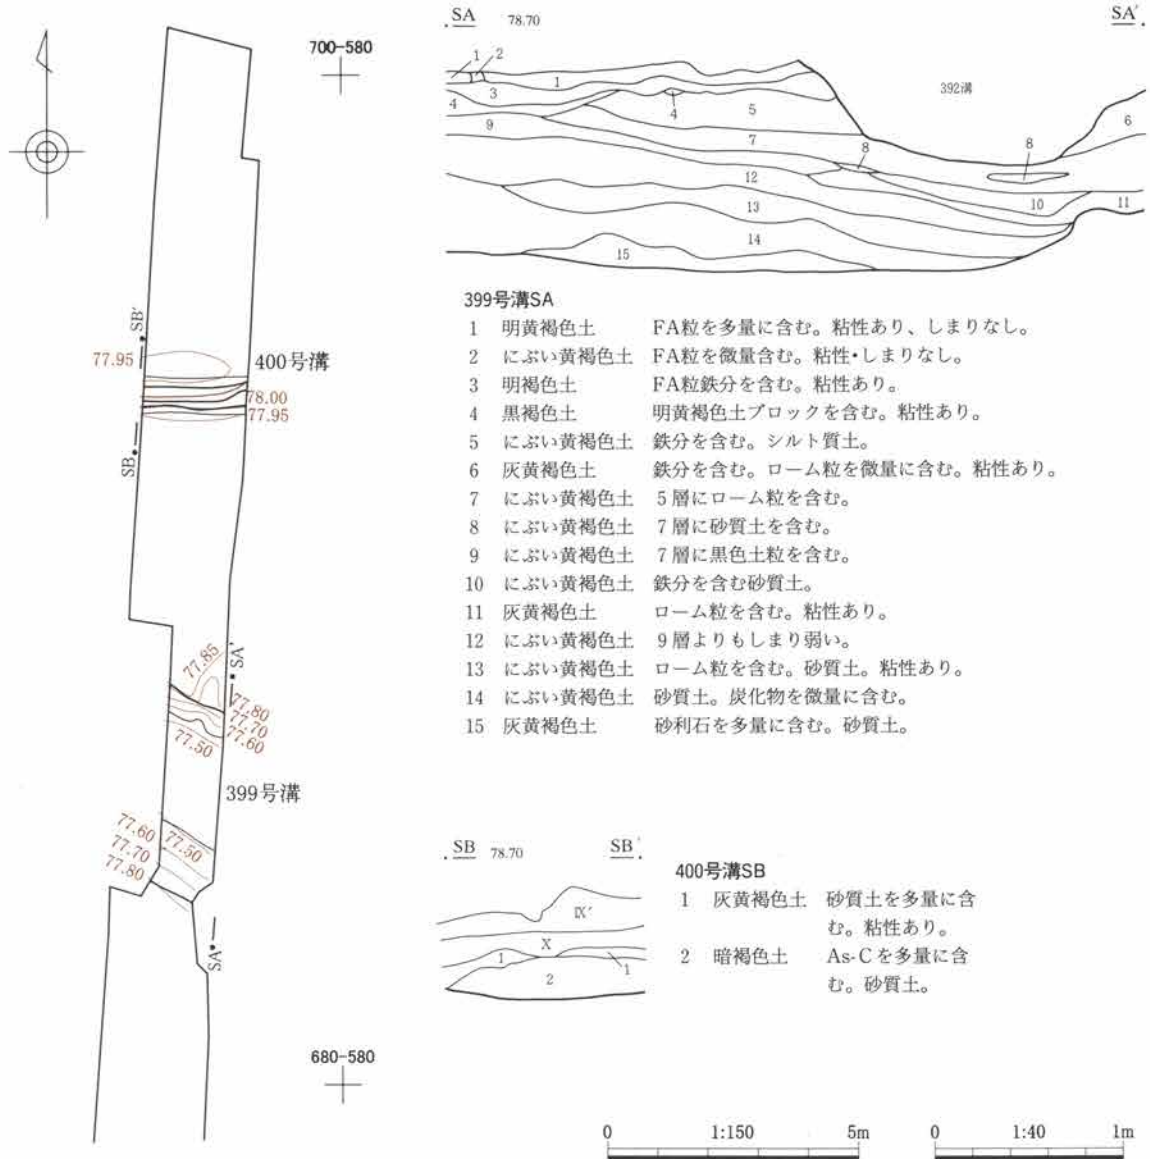 700-580
SB'
77.95
400号溝
78.00
77.95
SB
SA'
77.85
77.80
77.70
77.60
77.50
399号溝
77.60
77.50
77.70
77.80
SA
680-580
SA 78.70 SA'
1 2
1
3
4
4
5
392溝
6
9
7
8
8
12
10
11
13
14
15
399号溝SA
1 明黄褐色土 FA粒を多量に含む。粘性あり、しまりなし。
2 にぶい黄褐色土 FA粒を微量含む。粘性・しまりなし。
3 明褐色土 FA粒鉄分を含む。粘性あり。
4 黒褐色土 明黄褐色土ブロックを含む。粘性あり。
5 にぶい黄褐色土 鉄分を含む。シルト質土。
6 灰黄褐色土 鉄分を含む。ローム粒を微量に含む。粘性あり。
7 にぶい黄褐色土 5層にローム粒を含む。
8 にぶい黄褐色土 7層に砂質土を含む。
9 にぶい黄褐色土 7層に黒色土粒を含む。
10 にぶい黄褐色土 鉄分を含む砂質土。
11 灰黄褐色土 ローム粒を含む。粘性あり。
12 にぶい黄褐色土 9層よりもしまり弱い。
13 にぶい黄褐色土 ローム粒を含む。砂質土。粘性あり。
14 にぶい黄褐色土 砂質土。炭化物を微量に含む。
15 灰黄褐色土 砂利石を多量に含む。砂質土。
SB 78.70 SB'
Ⅸ'
Ⅹ
1
1
2
400号溝SB
1 灰黄褐色土 砂質土を多量に含
む。粘性あり。
2 暗褐色土 As-Cを多量に含
む。砂質土。
0 1:150 5m
0 1:40 1m